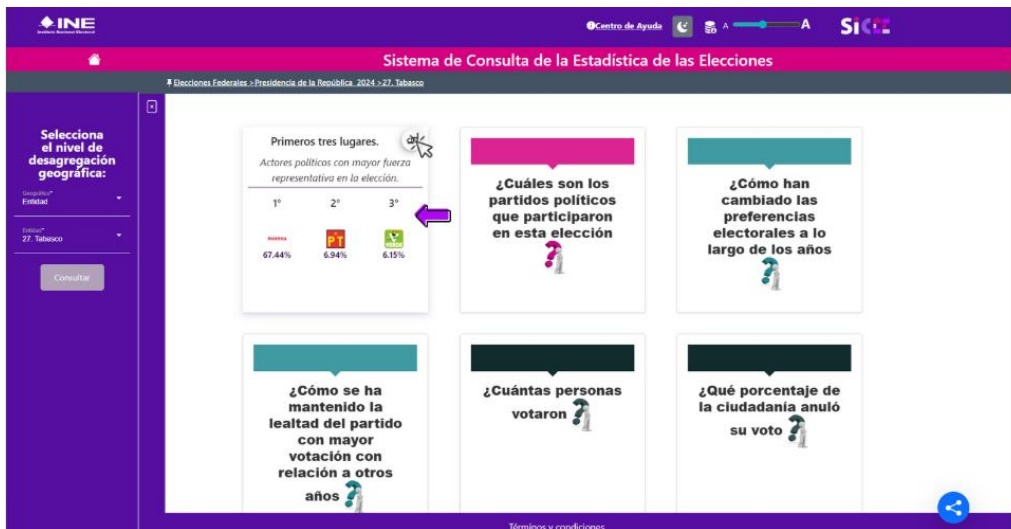 INE
Instituto Nacional Electoral
Centro de Ayuda
A
A
Sistema de Consulta de la Estadística de las Elecciones
Elecciones Federales > Presidencia de la República 2024 > 27. Tabasco
Selecciona
el nivel de
desagregación
geográfica:
Geográfico*
Entidad
Entidad*
27. Tabasco
Consultar
Primeros tres lugares.
Actores políticos con mayor fuerza
representativa en la elección.
1° 2° 3°
morena PT VERDE
67.44% 6.94% 6.15%
¿Cuáles son los
partidos políticos
que participaron
en esta elección
?
¿Cómo han
cambiado las
preferencias
electorales a lo
largo de los años
?
¿Cómo se ha
mantenido la
lealtad del partido
con mayor
votación con
relación a otros
años ?
¿Cuántas personas
votaron ?
¿Qué porcentaje de
la ciudadanía anuló
su voto ?
Términos y condiciones